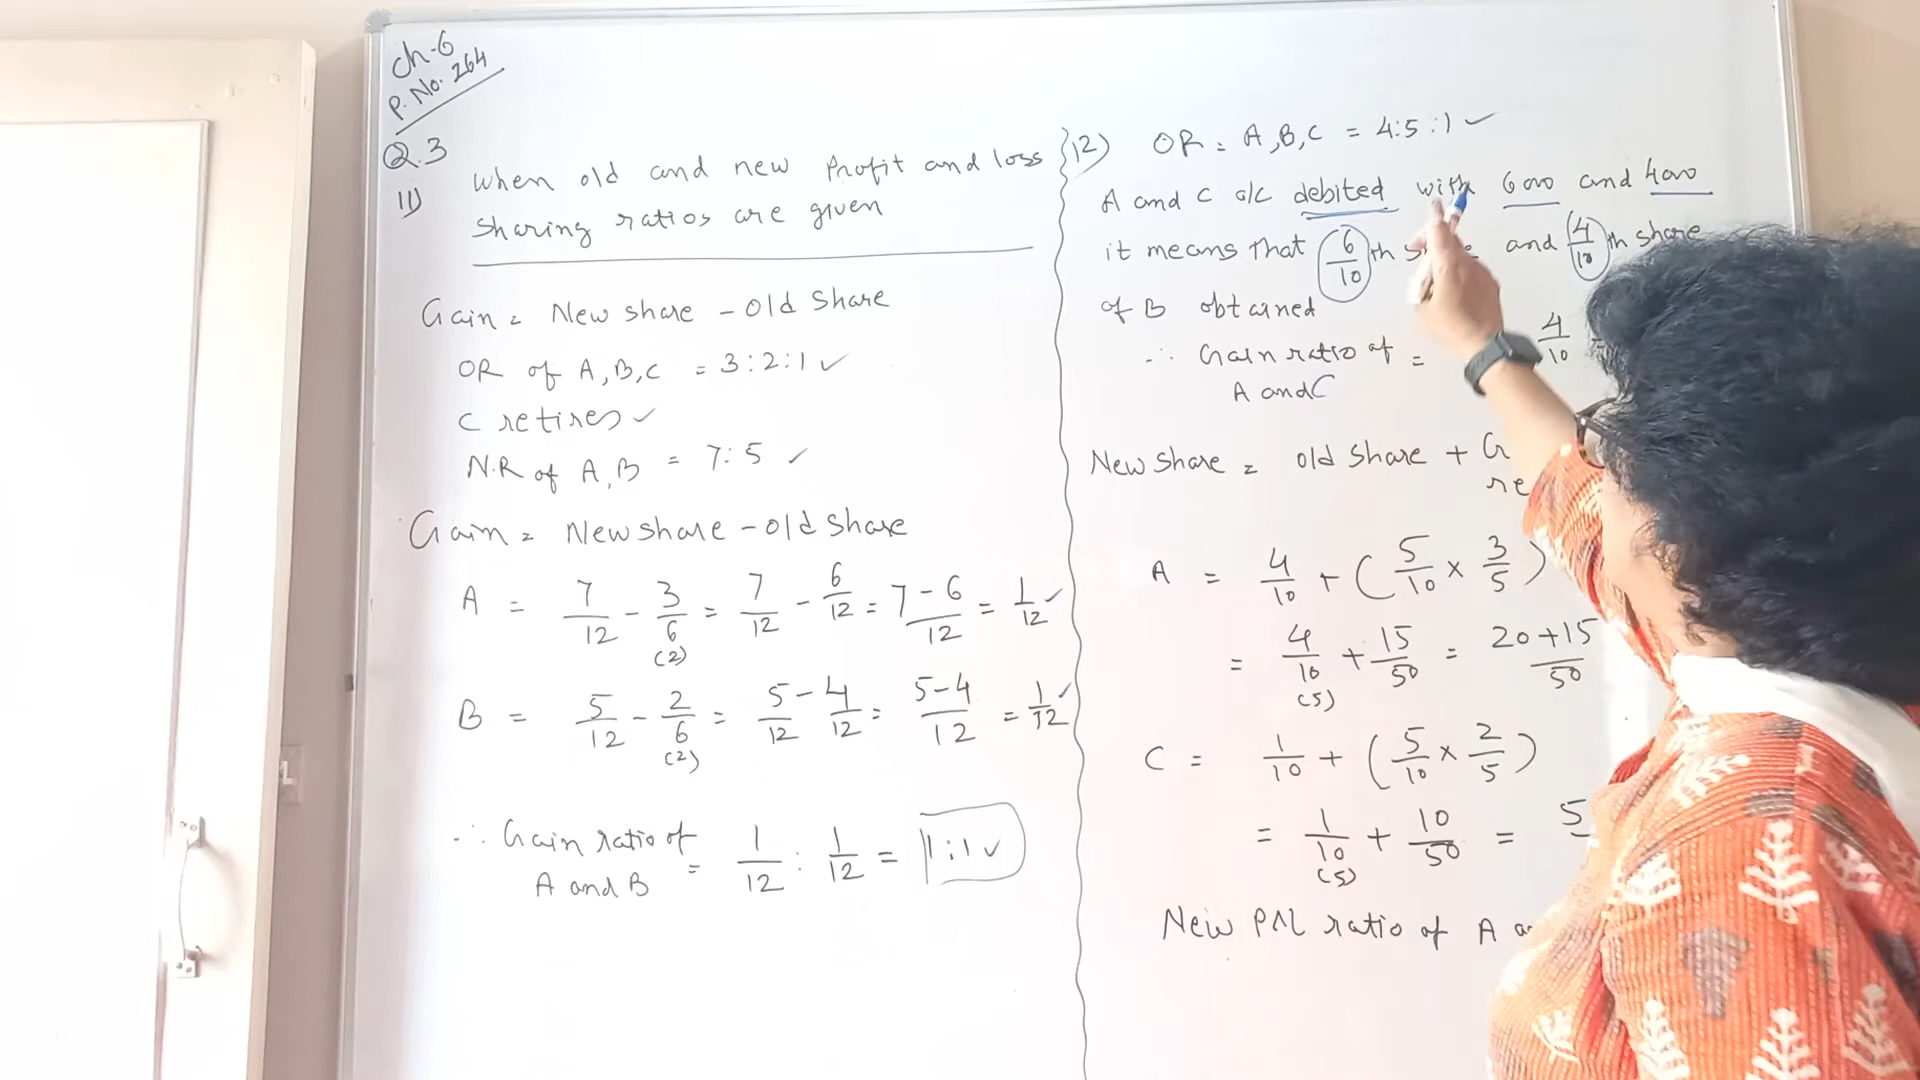 Ch-6
P. No. 264
Q.3
11) When old and new Profit and loss
sharing ratios are given
Gain = New share - Old Share
OR of A, B, C = 3:2:1 ✓
C retires ✓
N.R of A, B = 7:5 ✓
Gain = New share - old share
A = 7/12 - 3/6 (2) = 7/12 - 6/12 = 7-6/12 = 1/12 ✓
B = 5/12 - 2/6 (2) = 5/12 - 4/12 = 5-4/12 = 1/12 ✓
∴ Gain ratio of A and B = 1/12 : 1/12 = 1:1 ✓
12) OR = A, B, C = 4:5:1 ✓
A and C a/c debited with 6000 and 4000
it means that 6/10 th and 4/10 th share
of B obtained
∴ Gain ratio of A and C = 4/10
New share = old share +
A = 4/10 + (5/10 × 3/5)
= 4/10 (5) + 15/50 = 20+15/50
C = 1/10 + (5/10 × 2/5)
= 1/10 (5) + 10/50 = 5
New P&L ratio of A